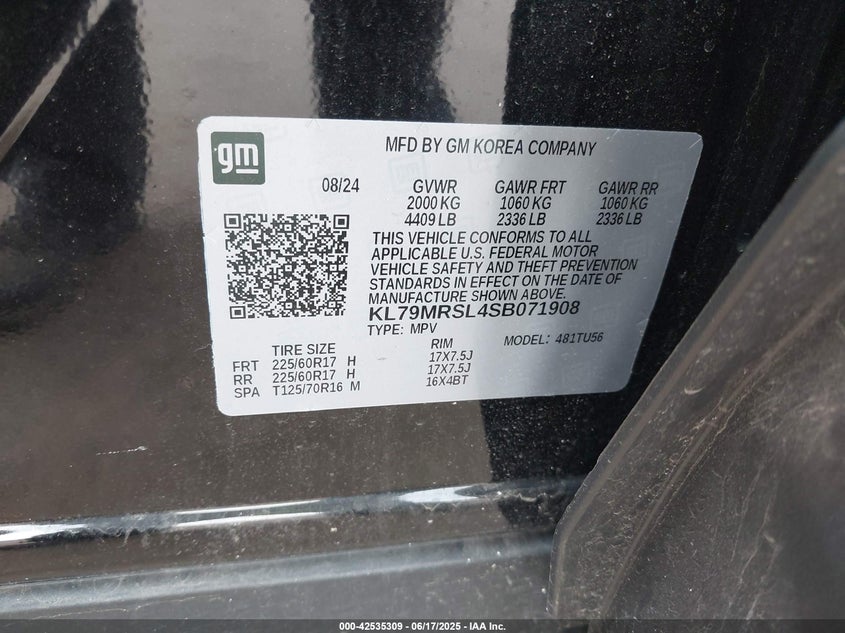 gm
MFD BY GM KOREA COMPANY
08/24 GVWR GAWR FRT GAWR RR
2000 KG 1060 KG 1060 KG
4409 LB 2336 LB 2336 LB
THIS VEHICLE CONFORMS TO ALL
APPLICABLE U.S. FEDERAL MOTOR
VEHICLE SAFETY AND THEFT PREVENTION
STANDARDS IN EFFECT ON THE DATE OF
MANUFACTURE SHOWN ABOVE.
KL79MRSL4SB071908
TYPE: MPV MODEL: 481TU56
TIRE SIZE RIM
FRT 225/60R17 H 17X7.5J
RR 225/60R17 H 17X7.5J
SPA T125/70R16 M 16X4BT
000-42535309 - 06/17/2025 - IAA Inc.